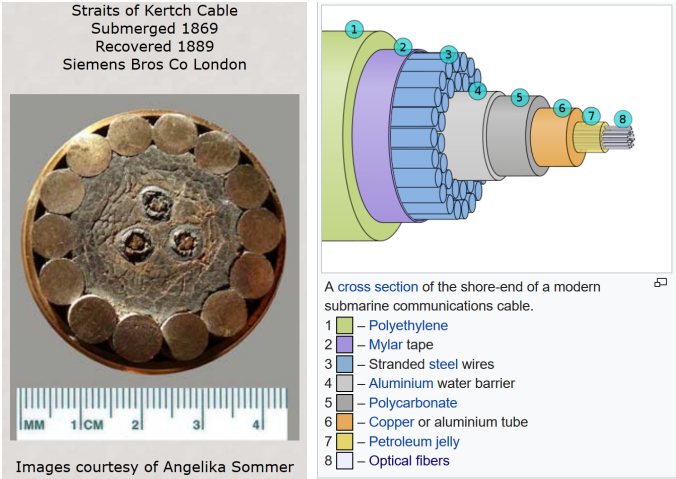 Straits of Kertch Cable
Submerged 1869
Recovered 1889
Siemens Bros Co London
MM 1 CM 2 3 4
Images courtesy of Angelika Sommer
1
2
3
4
5
6
7
8
A cross section of the shore-end of a modern
submarine communications cable.
1 – Polyethylene
2 – Mylar tape
3 – Stranded steel wires
4 – Aluminium water barrier
5 – Polycarbonate
6 – Copper or aluminium tube
7 – Petroleum jelly
8 – Optical fibers